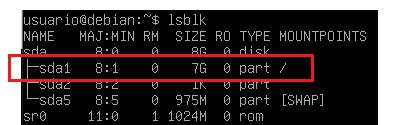 usuario@debian:~$ lsblk
NAME MAJ:MIN RM SIZE RO TYPE MOUNTPOINTS
sda 8:0 0 8G 0 disk
├─sda1 8:1 0 7G 0 part /
├─sda2 8:2 0 1K 0 part
└─sda5 8:5 0 975M 0 part [SWAP]
sr0 11:0 1 1024M 0 rom